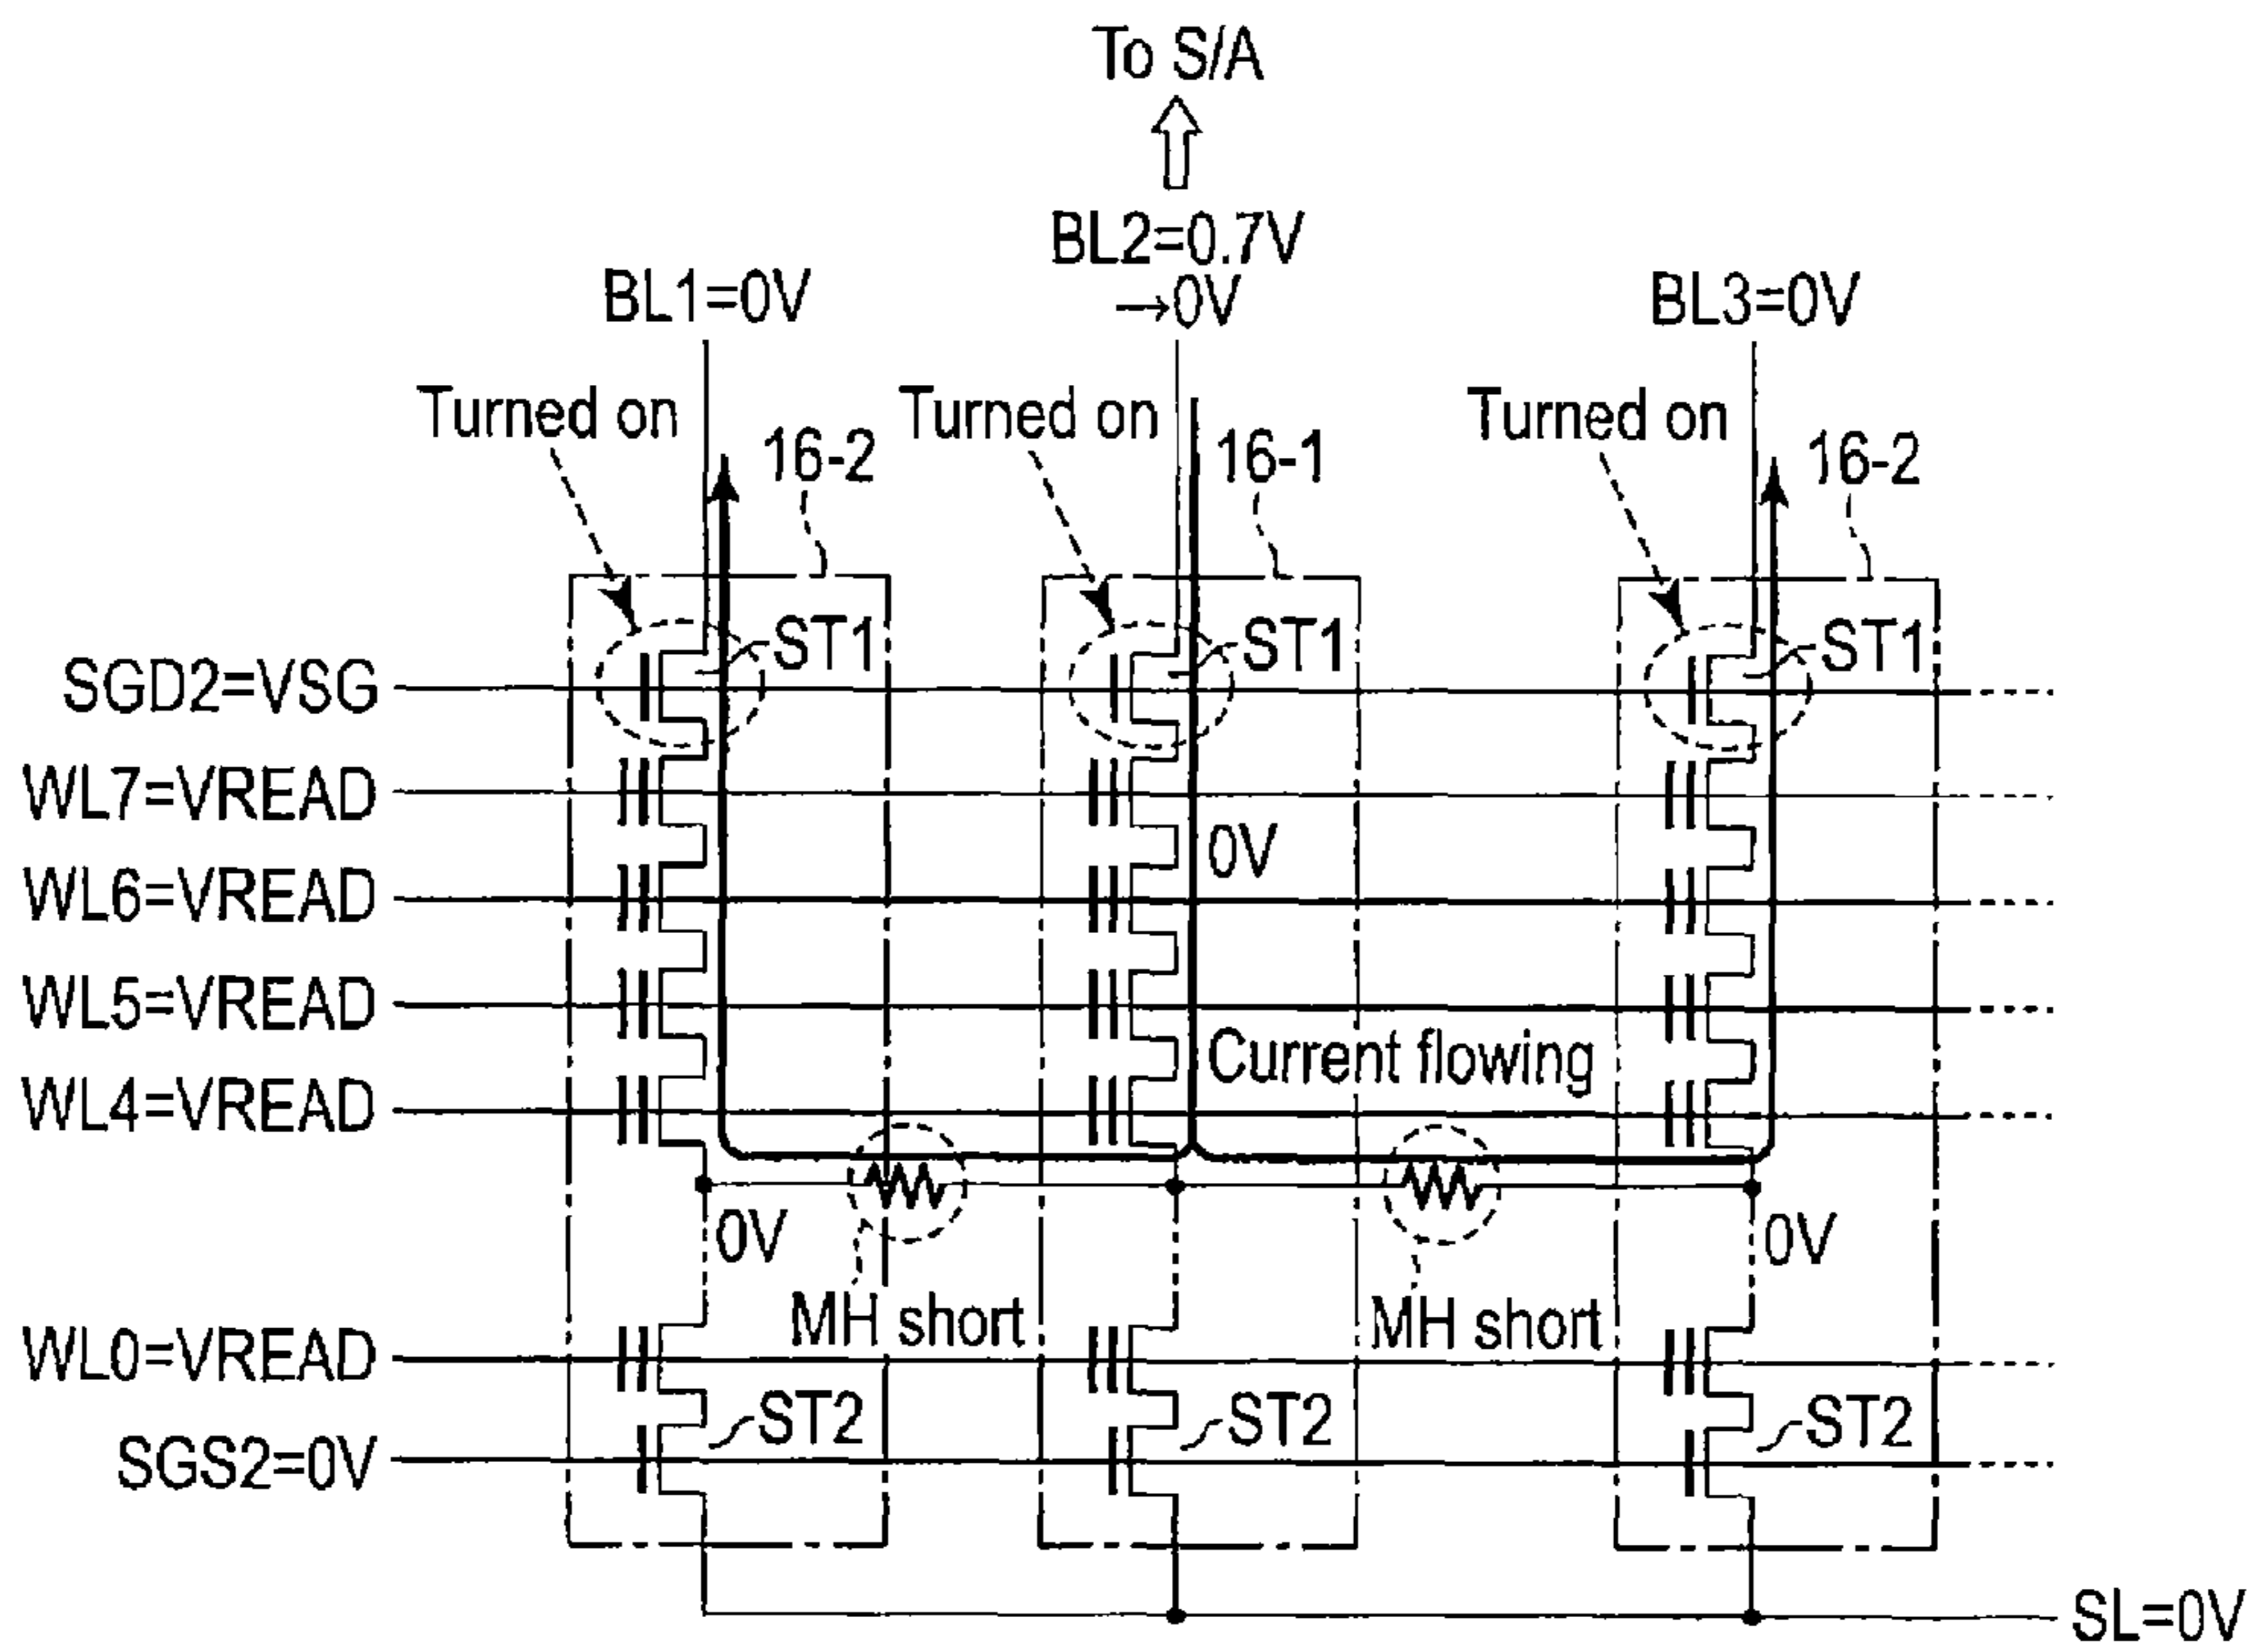 To S/A
BL2=0.7V
→0V
BL1=0V
BL3=0V
Turned on
Turned on
Turned on
16-2
16-1
16-2
ST1
ST1
ST1
SGD2=VSG
WL7=VREAD
0V
WL6=VREAD
WL5=VREAD
Current flowing
WL4=VREAD
0V
0V
MH short
MH short
WL0=VREAD
ST2
ST2
ST2
SGS2=0V
SL=0V